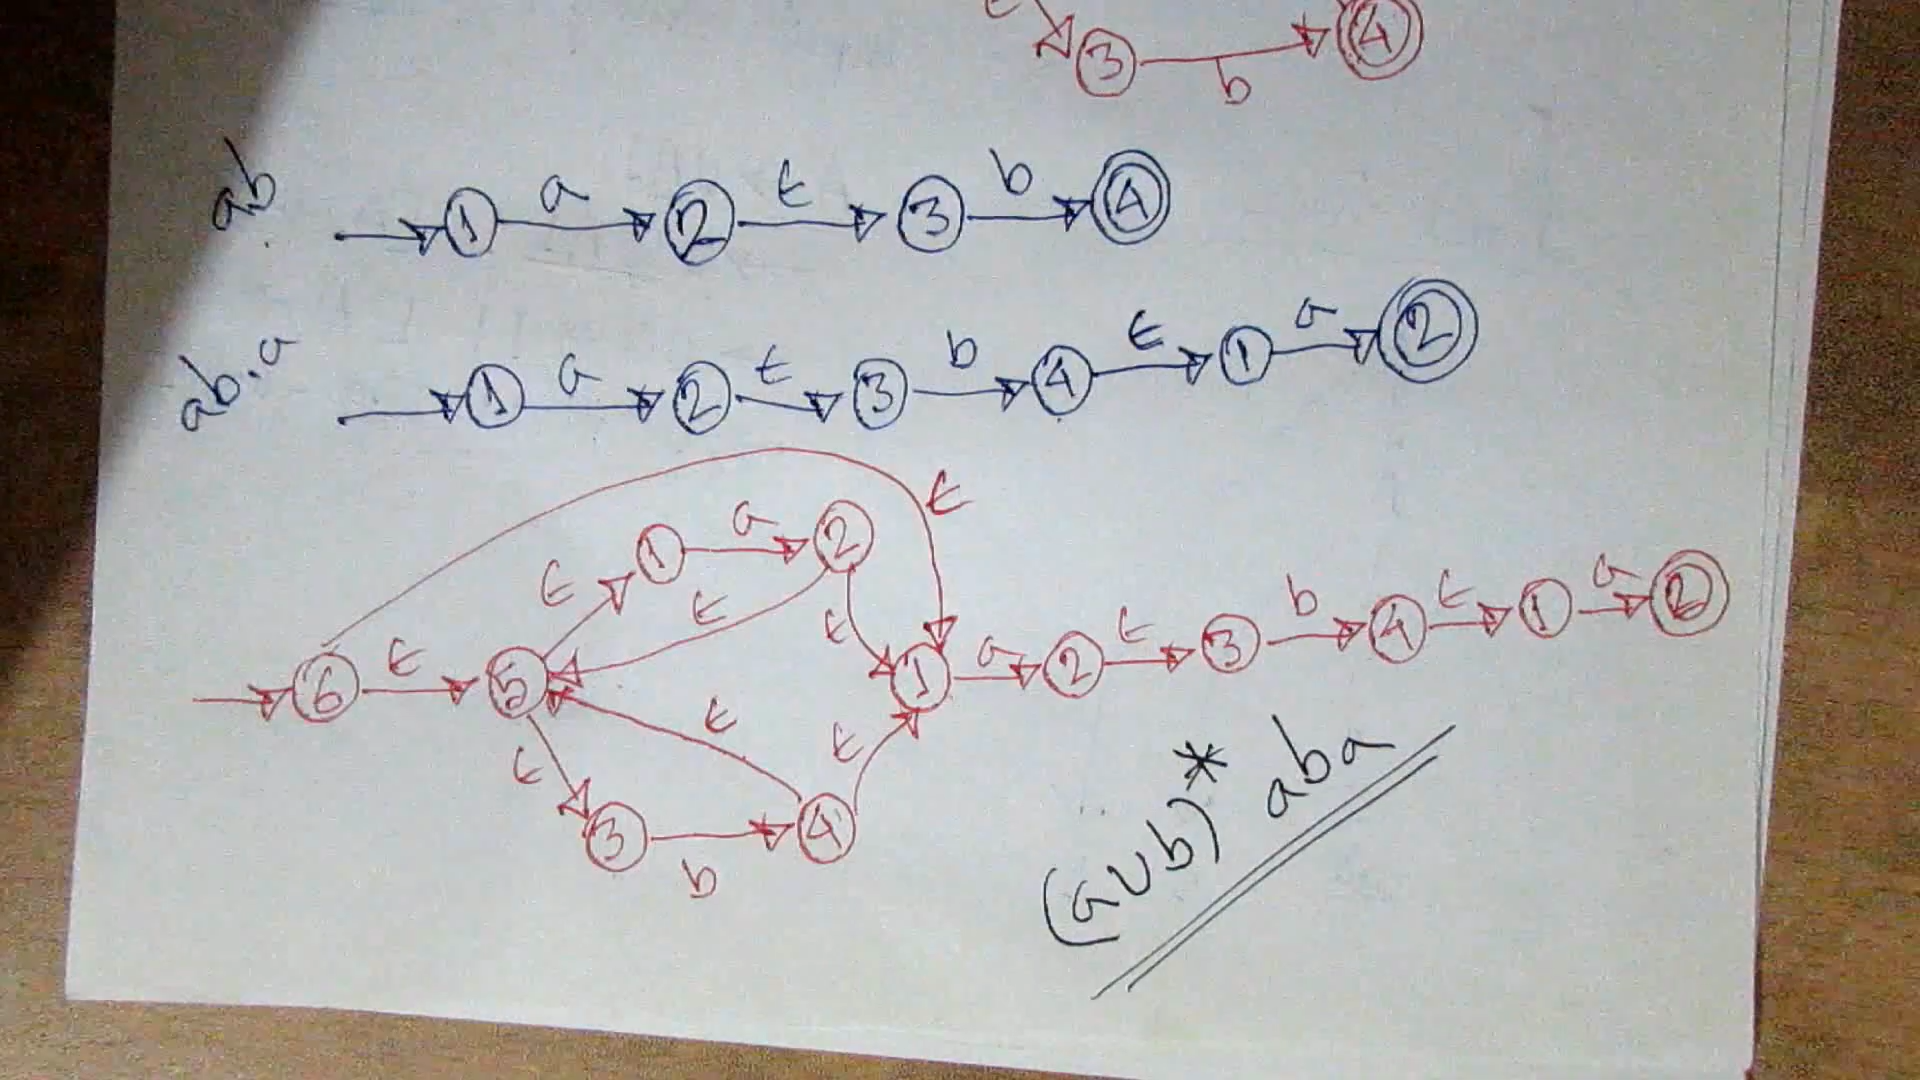 ε 3 b 4
ab 1 a 2 ε 3 b 4
ab.a 1 a 2 ε 3 b 4 ε 1 a 2
ε
1 a 2
ε ε ε
6 ε 5 1 a 2 ε 3 b 4 ε 1 a 2
ε ε ε
3 b 4
(a∪b)* aba